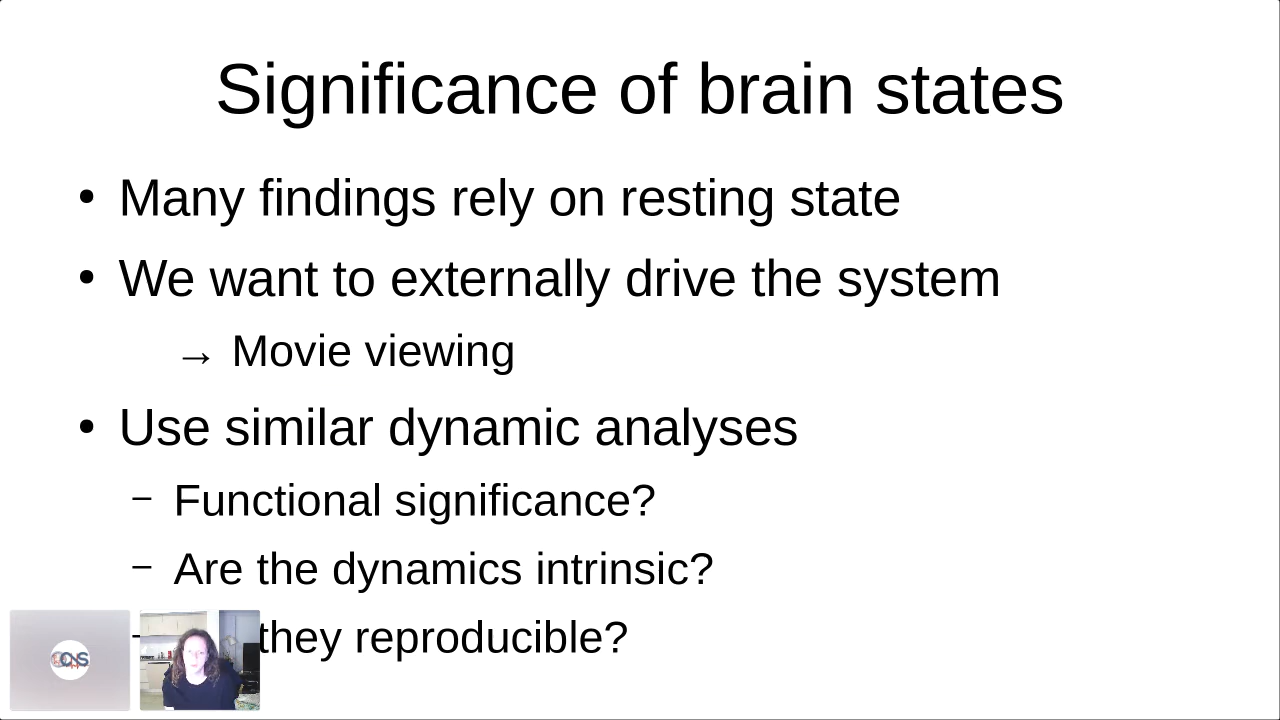 Significance of brain states
• Many findings rely on resting state
• We want to externally drive the system
→ Movie viewing
• Use similar dynamic analyses
– Functional significance?
– Are the dynamics intrinsic?
– they reproducible?